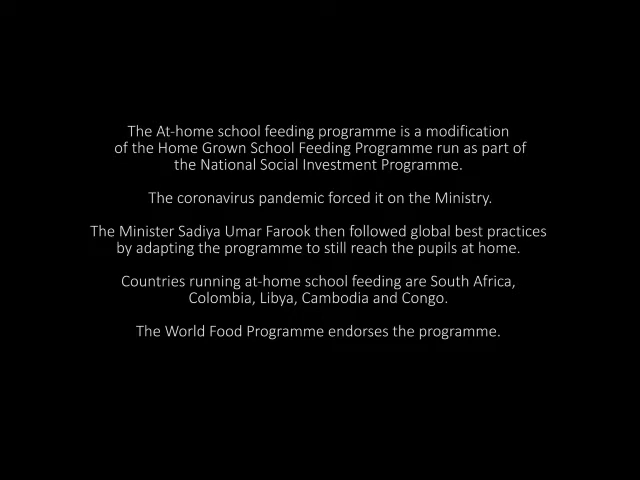 The At-home school feeding programme is a modification
of the Home Grown School Feeding Programme run as part of
the National Social Investment Programme.
The coronavirus pandemic forced it on the Ministry.
The Minister Sadiya Umar Farook then followed global best practices
by adapting the programme to still reach the pupils at home.
Countries running at-home school feeding are South Africa,
Colombia, Libya, Cambodia and Congo.
The World Food Programme endorses the programme.